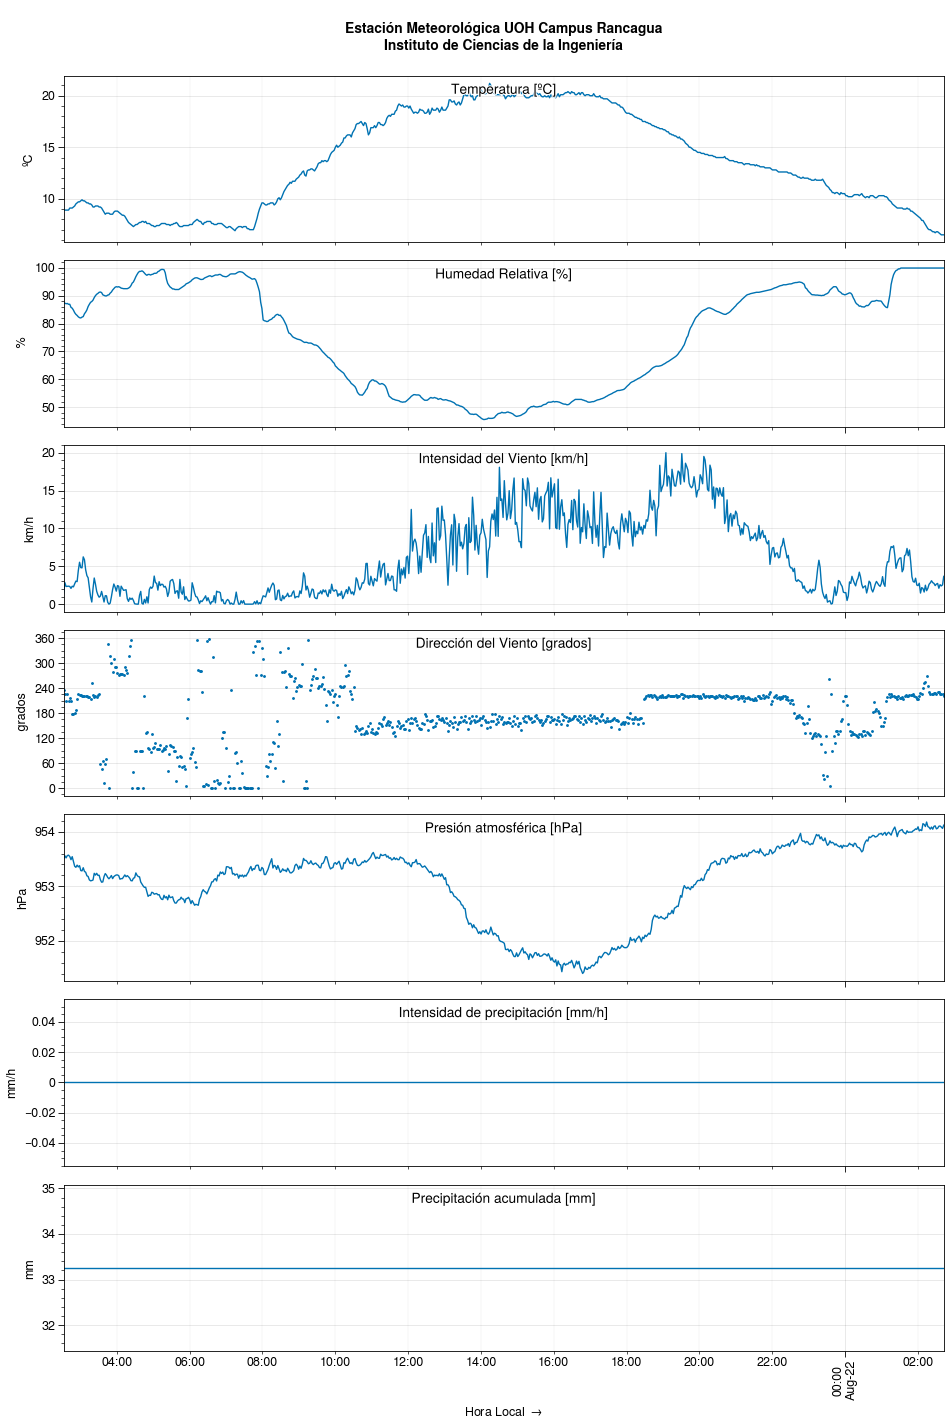 Estación Meteorológica UOH Campus Rancagua
Instituto de Ciencias de la Ingeniería
Temperatura [ºC]
ºC
20
15
10
Humedad Relativa [%]
%
100
90
80
70
60
50
Intensidad del Viento [km/h]
km/h
20
15
10
5
0
Dirección del Viento [grados]
grados
360
300
240
180
120
60
0
Presión atmosférica [hPa]
hPa
954
953
952
Intensidad de precipitación [mm/h]
mm/h
0.04
0.02
0
−0.02
−0.04
Precipitación acumulada [mm]
mm
35
34
33
32
04:00 06:00 08:00 10:00 12:00 14:00 16:00 18:00 20:00 22:00 00:00 02:00
Aug-22
Hora Local →